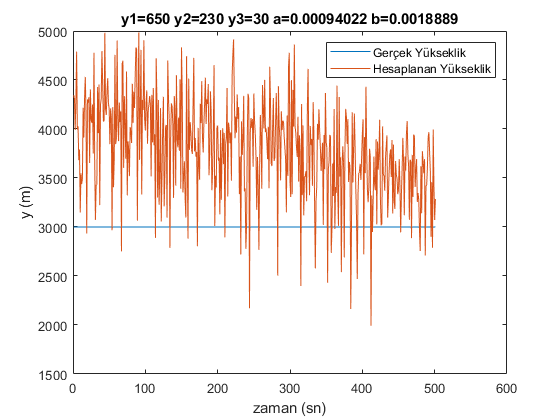 y1=650 y2=230 y3=30 a=0.00094022 b=0.0018889
Gerçek Yükseklik
Hesaplanan Yükseklik
y (m)
5000
4500
4000
3500
3000
2500
2000
1500
0 100 200 300 400 500 600
zaman (sn)